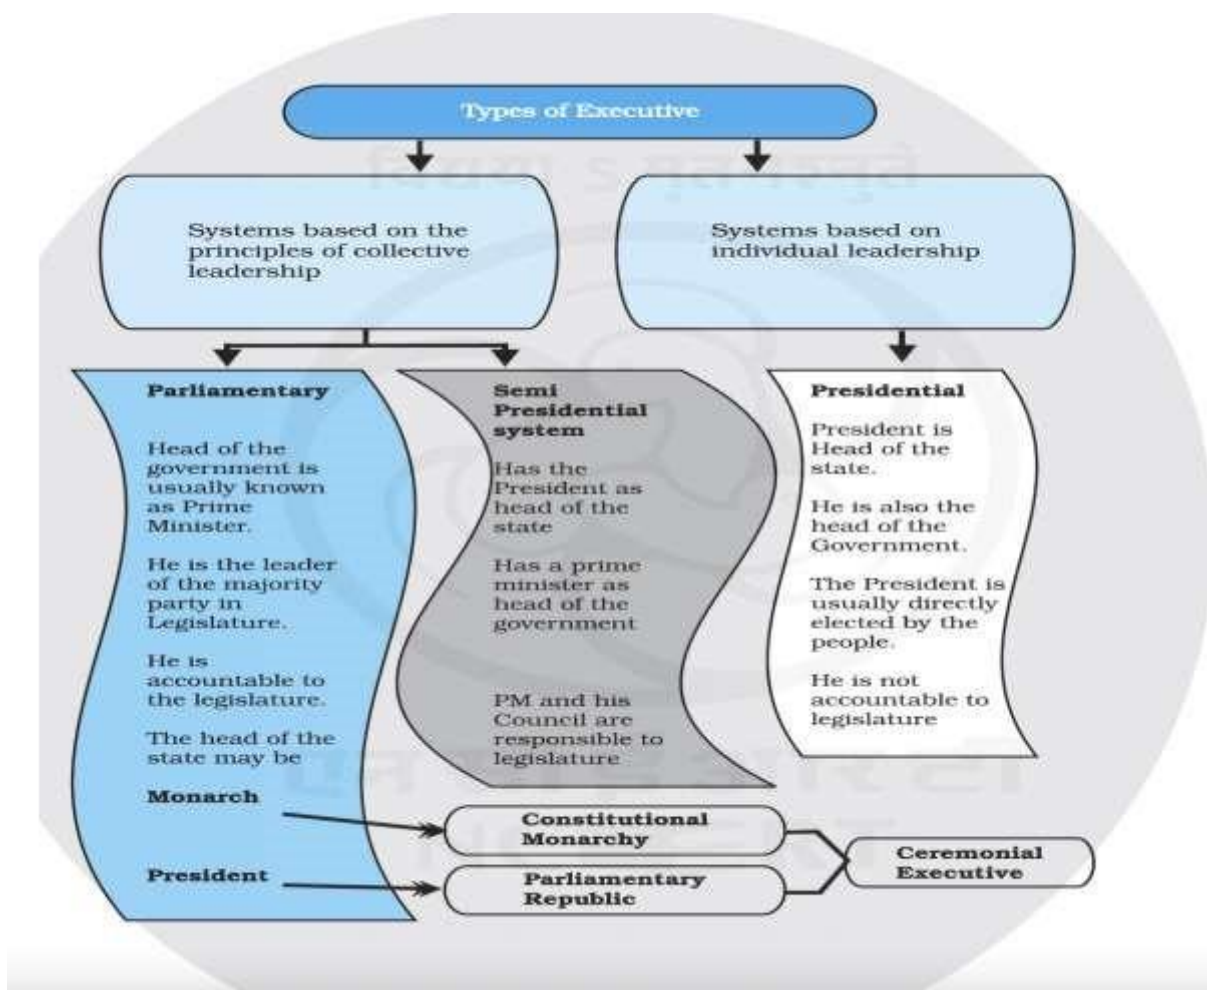 Types of Executive
Systems based on the
principles of collective
leadership
Systems based on
individual leadership
Parliamentary
Head of the
government is
usually known
as Prime
Minister.
He is the leader
of the majority
party in
Legislature.
He is
accountable to
the legislature.
The head of the
state may be
Monarch
President
Semi
Presidential
system
Has the
President as
head of the
state
Has a prime
minister as
head of the
government
PM and his
Council are
responsible to
legislature
Presidential
President is
Head of the
state.
He is also the
head of the
Government.
The President is
usually directly
elected by the
people.
He is not
accountable to
legislature
Constitutional
Monarchy
Parliamentary
Republic
Ceremonial
Executive